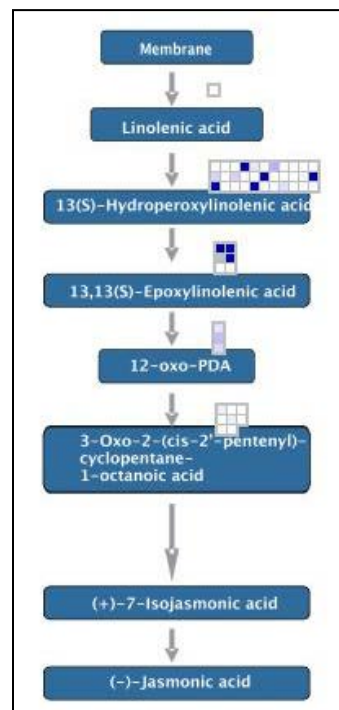 Membrane
Linolenic acid
13(S)-Hydroperoxylinolenic acid
13,13(S)-Epoxylinolenic acid
12-oxo-PDA
3-Oxo-2-(cis-2'-pentenyl)-
cyclopentane-
1-octanoic acid
(+)-7-Isojasmonic acid
(-)-Jasmonic acid